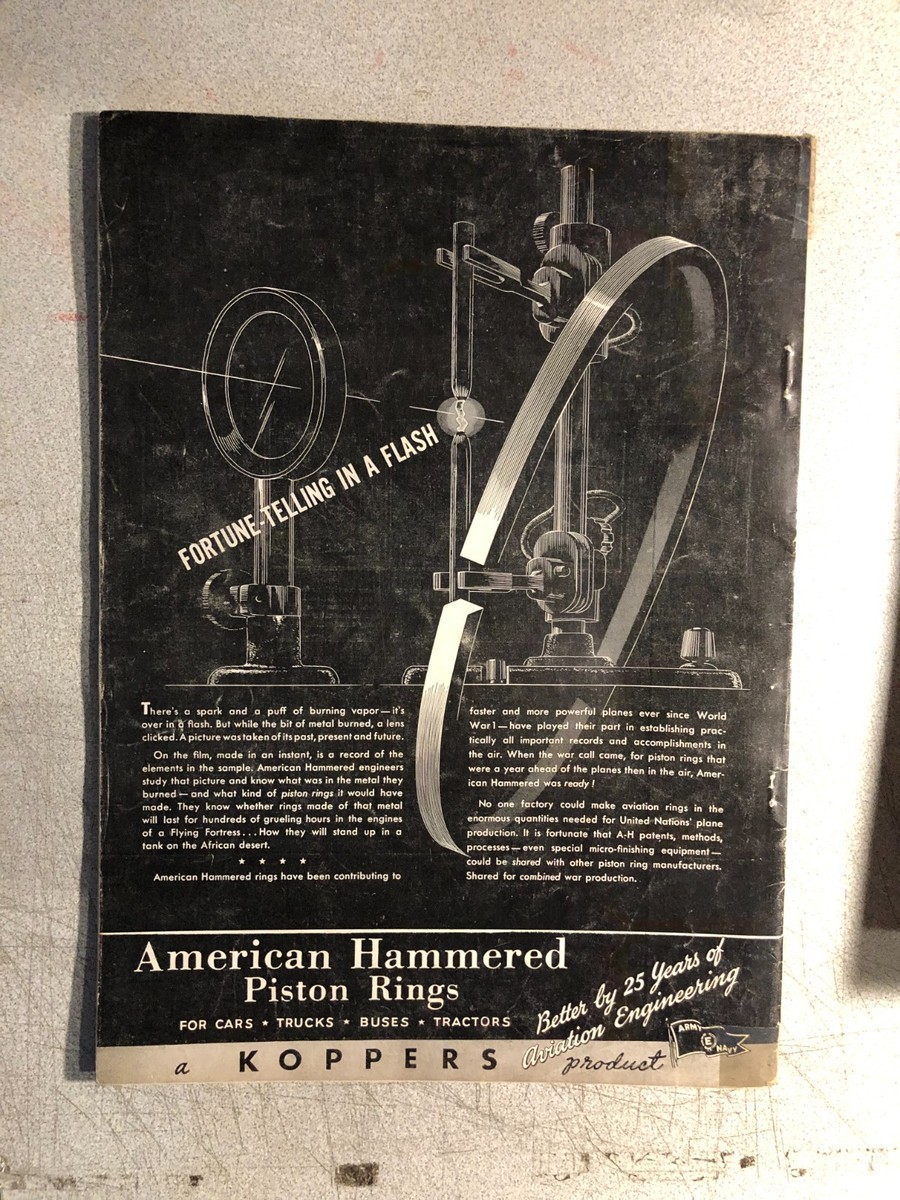 FORTUNE-TELLING IN A FLASH
There's a spark and a puff of burning vapor—it's
over in a flash. But while the bit of metal burned, a lens
clicked. A picture was taken of its past, present and future.
On the film, made in an instant, is a record of the
elements in the sample. American Hammered engineers
study that picture and know what was in the metal they
burned—and what kind of piston rings it would have
made. They know whether rings made of that metal
will last for hundreds of grueling hours in the engines
of a Flying Fortress...How they will stand up in a
tank on the African desert.
★ ★ ★ ★
American Hammered rings have been contributing to
faster and more powerful planes ever since World
War I—have played their part in establishing prac-
tically all important records and accomplishments in
the air. When the war call came, for piston rings that
were a year ahead of the planes then in the air, Amer-
ican Hammered was ready!
No one factory could make aviation rings in the
enormous quantities needed for United Nations' plane
production. It is fortunate that A-H patents, methods,
processes—even special micro-finishing equipment—
could be shared with other piston ring manufacturers.
Shared for combined war production.
American Hammered
Piston Rings
FOR CARS ★ TRUCKS ★ BUSES ★ TRACTORS
Better by 25 Years of
Aviation Engineering
a KOPPERS product
ARMY E NAVY